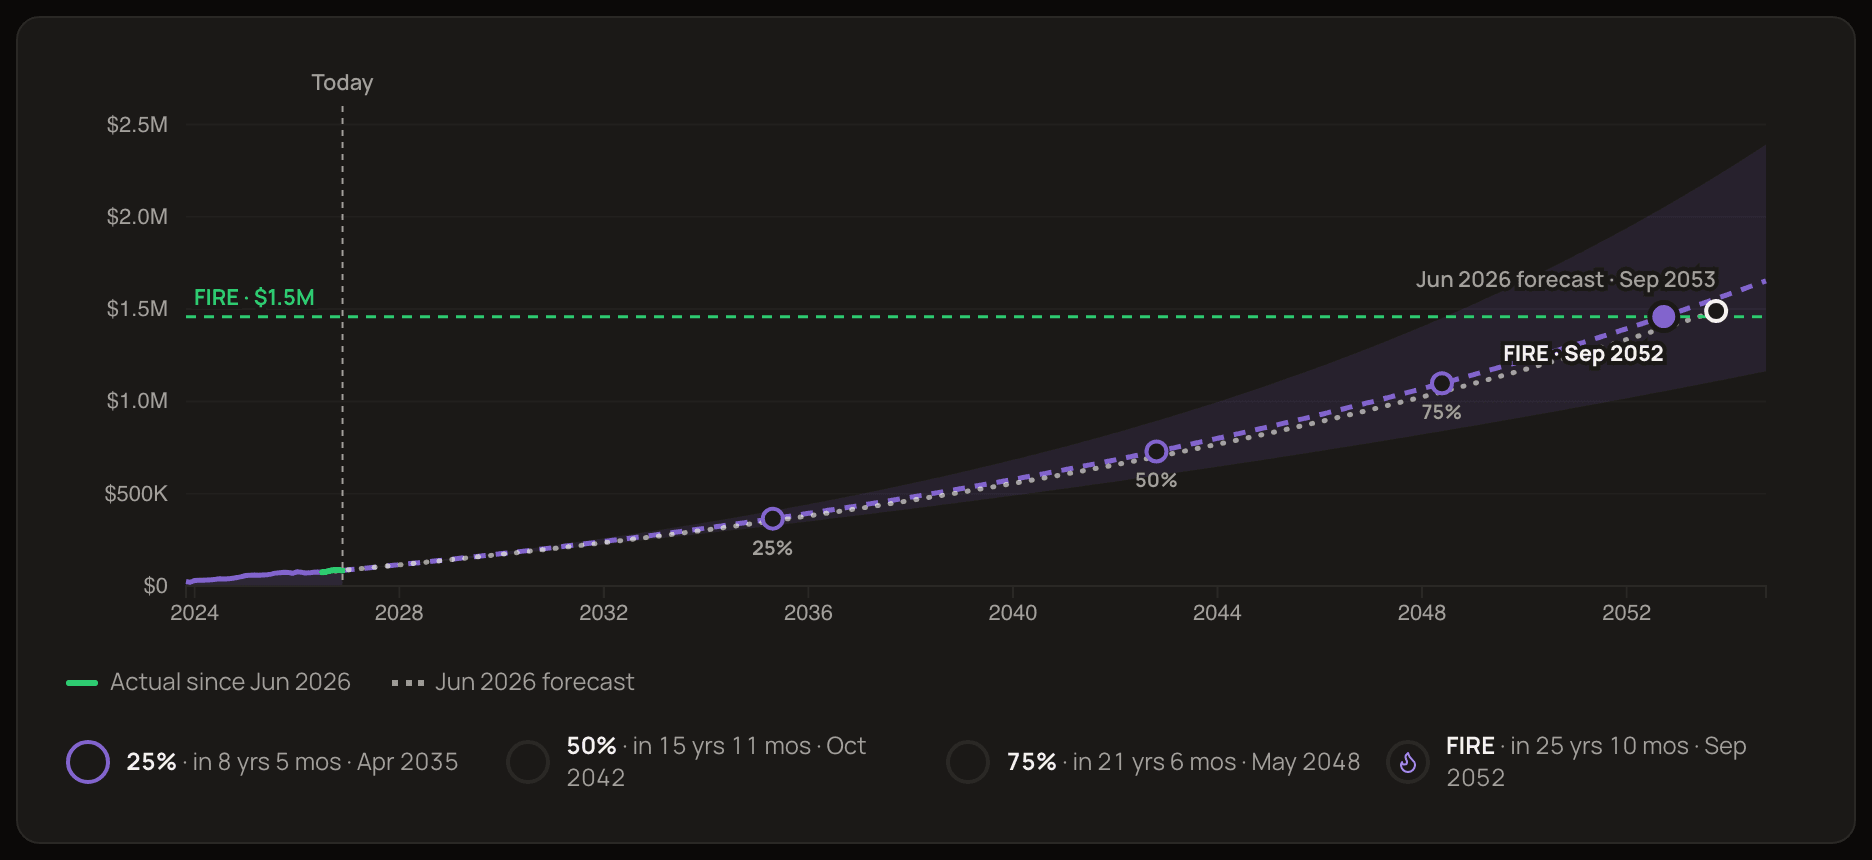 Today
$2.5M
$2.0M
Jun 2026 forecast · Sep 2053
FIRE · $1.5M
$1.5M
FIRE · Sep 2052
$1.0M
75%
50%
$500K
25%
$0
2024 2028 2032 2036 2040 2044 2048 2052
Actual since Jun 2026 Jun 2026 forecast
25% · in 8 yrs 5 mos · Apr 2035
50% · in 15 yrs 11 mos · Oct
2042
75% · in 21 yrs 6 mos · May 2048
FIRE · in 25 yrs 10 mos · Sep
2052